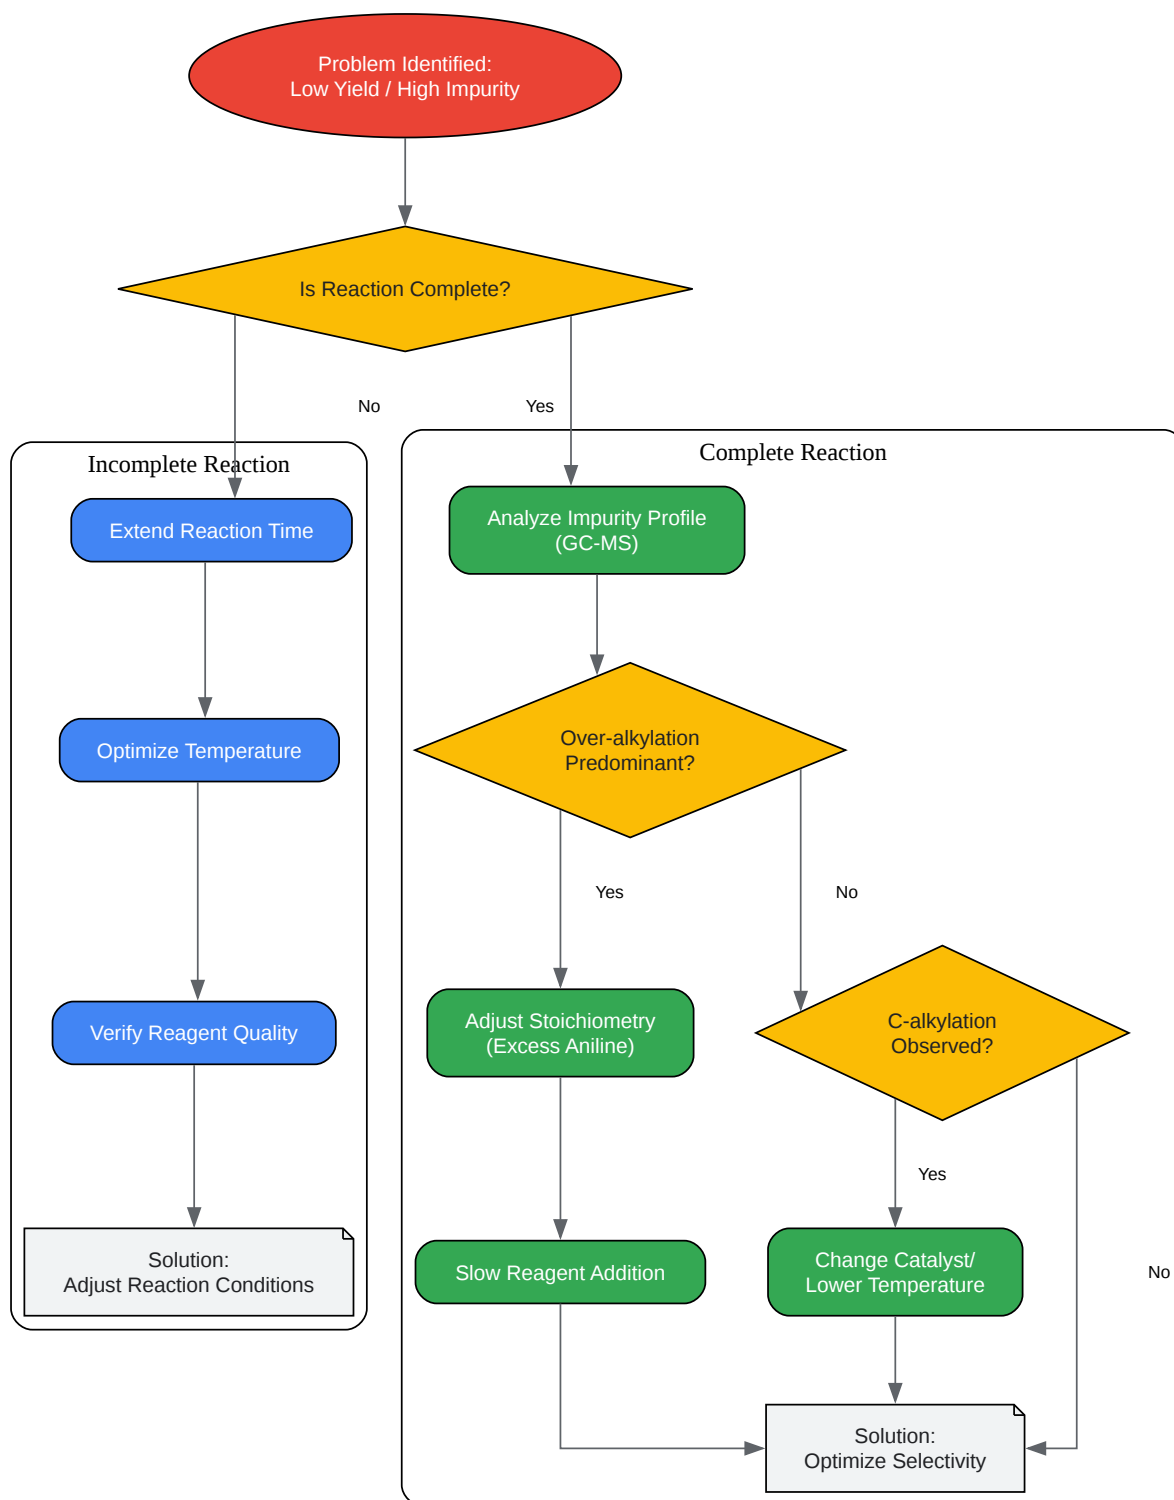 Problem Identified:
Low Yield / High Impurity
Is Reaction Complete?
No
Yes
Incomplete Reaction
Extend Reaction Time
Optimize Temperature
Verify Reagent Quality
Solution:
Adjust Reaction Conditions
Complete Reaction
Analyze Impurity Profile
(GC-MS)
Over-alkylation
Predominant?
Yes
No
Adjust Stoichiometry
(Excess Aniline)
Slow Reagent Addition
C-alkylation
Observed?
Yes
No
Change Catalyst/
Lower Temperature
Solution:
Optimize Selectivity